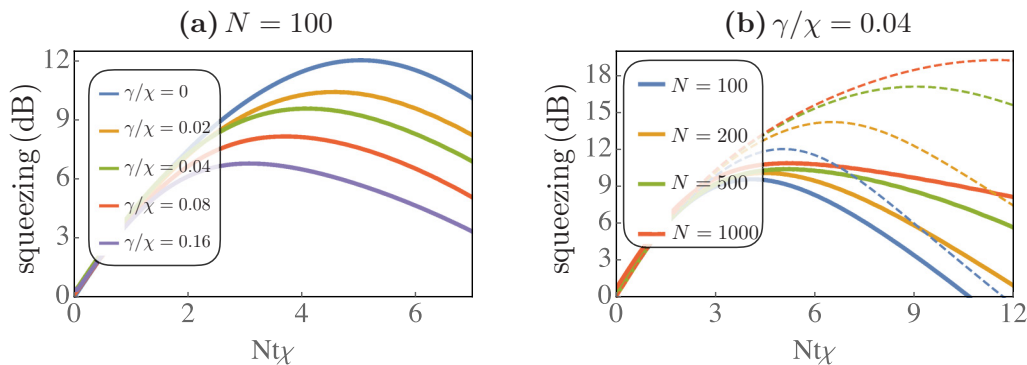 (a) N = 100
squeezing (dB)
12
9
6
3
0
γ/χ = 0
γ/χ = 0.02
γ/χ = 0.04
γ/χ = 0.08
γ/χ = 0.16
0 2 4 6
Ntχ
(b) γ/χ = 0.04
squeezing (dB)
18
15
12
9
6
3
0
N = 100
N = 200
N = 500
N = 1000
0 3 6 9 12
Ntχ